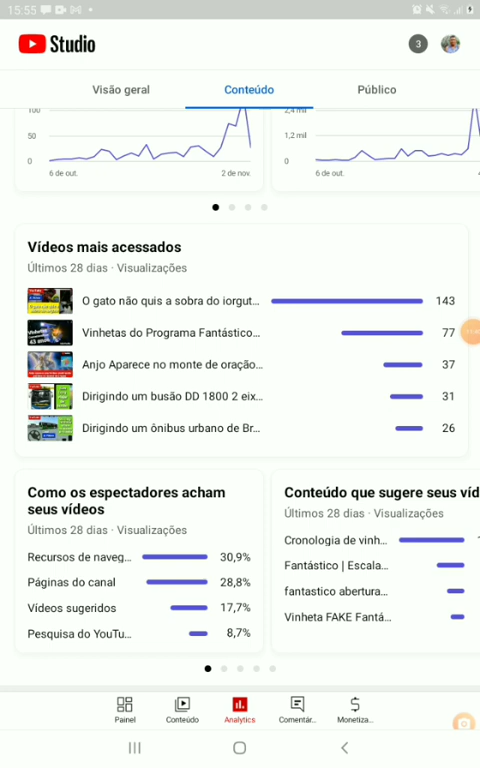 15:55
Studio
3
Visão geral
Conteúdo
Público
100
50
0
6 de out.
2 de nov.
2,4 mil
1,2 mil
0
6 de out.
4
Vídeos mais acessados
Últimos 28 dias · Visualizações
O gato não quis a sobra do iorgut... 143
Vinhetas do Programa Fantástico... 77
Anjo Aparece no monte de oração... 37
Dirigindo um busão DD 1800 2 eix... 31
Dirigindo um ônibus urbano de Br... 26
Como os espectadores acham
seus vídeos
Últimos 28 dias · Visualizações
Recursos de naveg... 30,9%
Páginas do canal 28,8%
Vídeos sugeridos 17,7%
Pesquisa do YouTu... 8,7%
Conteúdo que sugere seus víd
Últimos 28 dias · Visualizações
Cronologia de vinh...
Fantástico | Escala...
fantastico abertura...
Vinheta FAKE Fantá...
Painel
Conteúdo
Analytics
Comentár...
Monetiza...